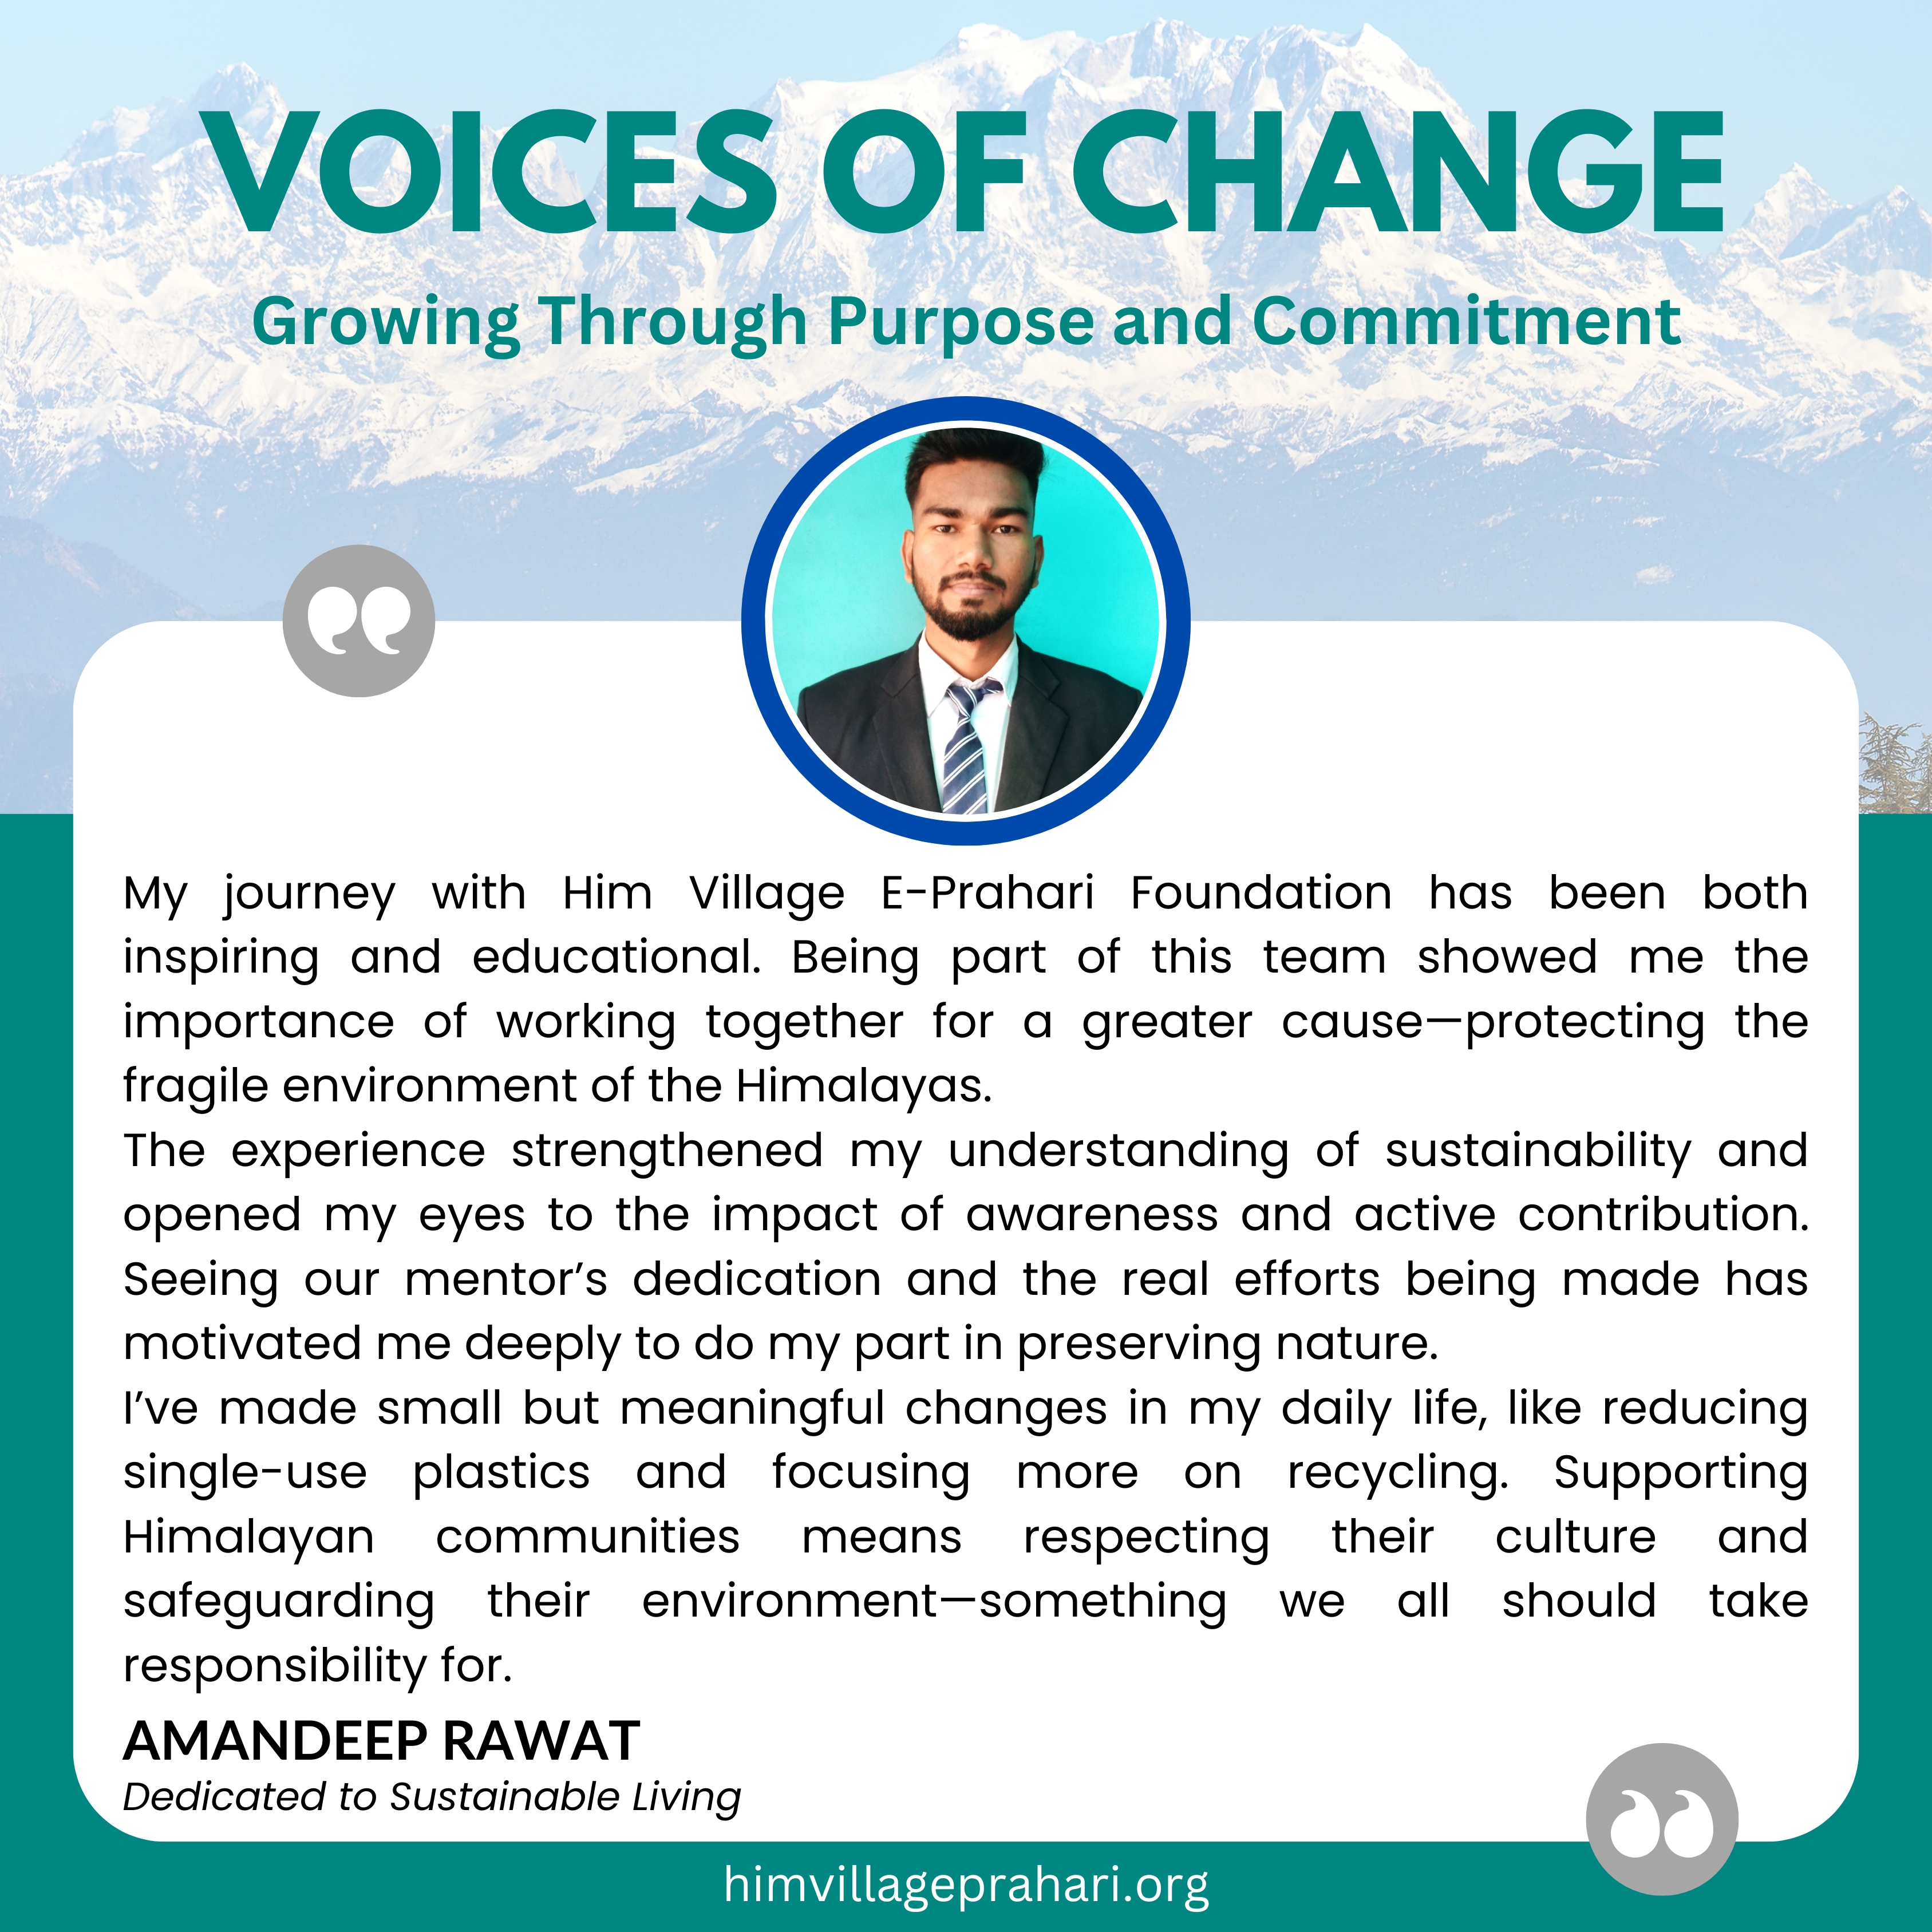 VOICES OF CHANGE
Growing Through Purpose and Commitment
My journey with Him Village E-Prahari Foundation has been both
inspiring and educational. Being part of this team showed me the
importance of working together for a greater cause—protecting the
fragile environment of the Himalayas.
The experience strengthened my understanding of sustainability and
opened my eyes to the impact of awareness and active contribution.
Seeing our mentor’s dedication and the real efforts being made has
motivated me deeply to do my part in preserving nature.
I’ve made small but meaningful changes in my daily life, like reducing
single-use plastics and focusing more on recycling. Supporting
Himalayan communities means respecting their culture and
safeguarding their environment—something we all should take
responsibility for.
AMANDEEP RAWAT
Dedicated to Sustainable Living
himvillageprahari.org